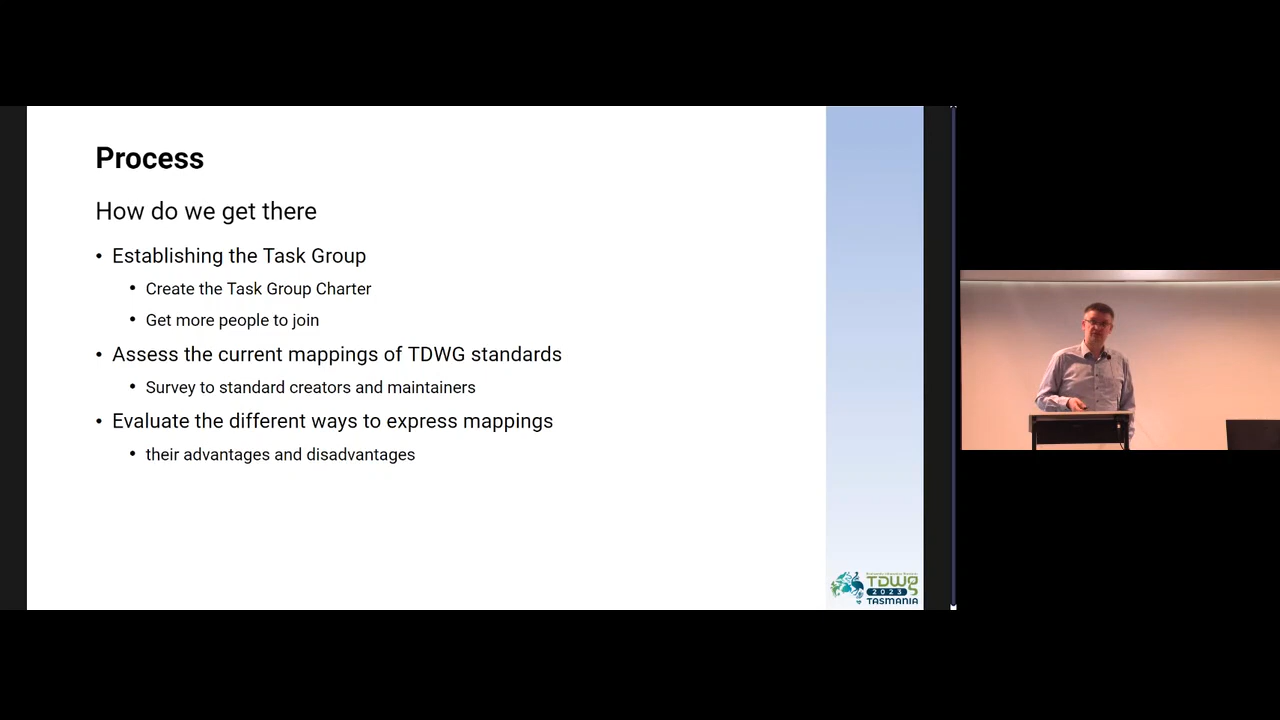 Process
How do we get there
• Establishing the Task Group
• Create the Task Group Charter
• Get more people to join
• Assess the current mappings of TDWG standards
• Survey to standard creators and maintainers
• Evaluate the different ways to express mappings
• their advantages and disadvantages
TDWG
2023
TASMANIA